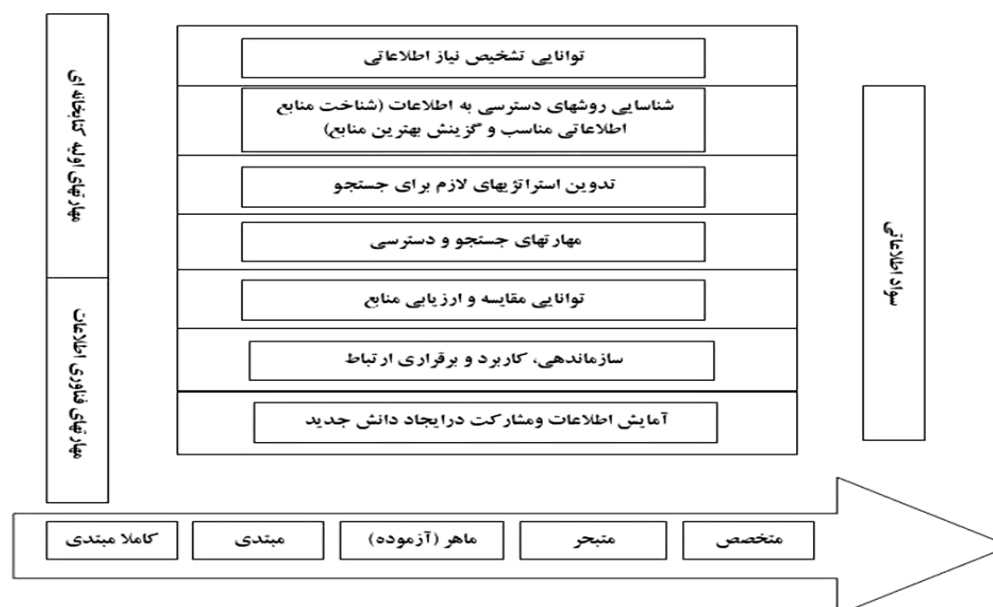 توانایی تشخیص نیاز اطلاعاتی
شناسایی روشهای دسترسی به اطلاعات (شناخت منابع
اطلاعاتی مناسب و گزینش بهترین منابع)
تدوین استراتژیهای لازم برای جستجو
مهارتهای جستجو و دسترسی
توانایی مقایسه و ارزیابی منابع
سازماندهی، کاربرد و برقراری ارتباط
آمایش اطلاعات ومشارکت درایجاد دانش جدید
سواد اطلاعاتی
مهارتهای اولیه کتابخانه ای
مهارتهای فناوری اطلاعات
کاملا مبتدی
مبتدی
ماهر (آزموده)
متبحر
متخصص